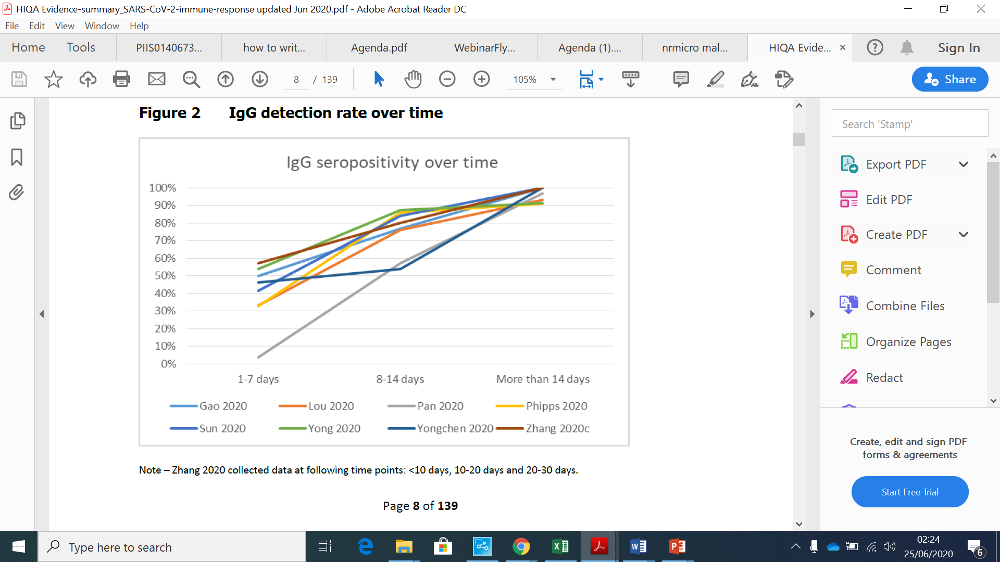 HIQA Evidence-summary_SARS-CoV-2-immune-response updated Jun 2020.pdf - Adobe Acrobat Reader DC
File Edit View Window Help
Home Tools PIIS0140673... how to writ... Agenda.pdf WebinarFly... Agenda (1).... nrmicro mal... HIQA Evide... × Sign In
8 / 139 105% Share
Figure 2 IgG detection rate over time
IgG seropositivity over time
100%
90%
80%
70%
60%
50%
40%
30%
20%
10%
0%
1-7 days 8-14 days More than 14 days
Gao 2020 Lou 2020 Pan 2020 Phipps 2020
Sun 2020 Yong 2020 Yongchen 2020 Zhang 2020c
Note – Zhang 2020 collected data at following time points: <10 days, 10-20 days and 20-30 days.
Page 8 of 139
Search 'Stamp'
Export PDF
Edit PDF
Create PDF
Comment
Combine Files
Organize Pages
Redact
Create, edit and sign PDF
forms & agreements
Start Free Trial
Type here to search
02:24
25/06/2020
6